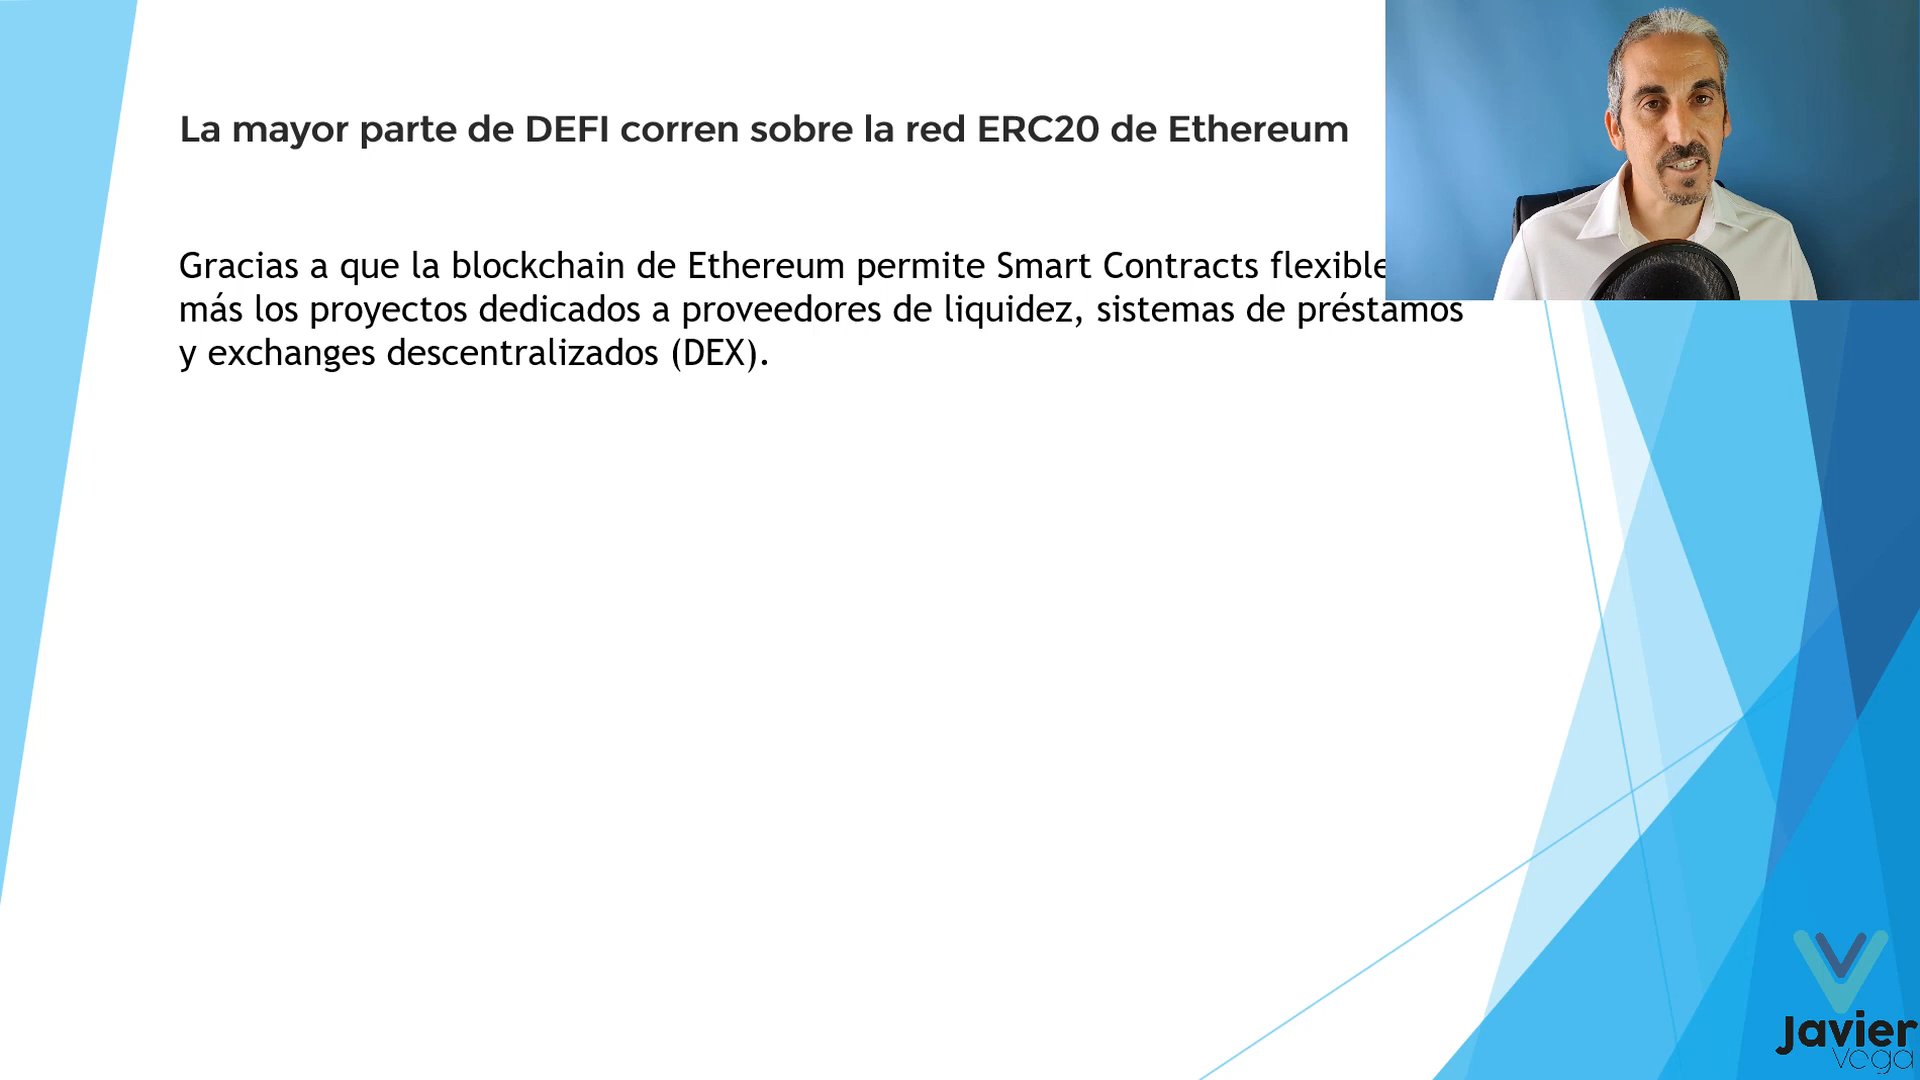 La mayor parte de DEFI corren sobre la red ERC20 de Ethereum
Gracias a que la blockchain de Ethereum permite Smart Contracts
más los proyectos dedicados a proveedores de liquidez, sistemas de préstamos
y exchanges descentralizados (DEX).
Javier
Vega